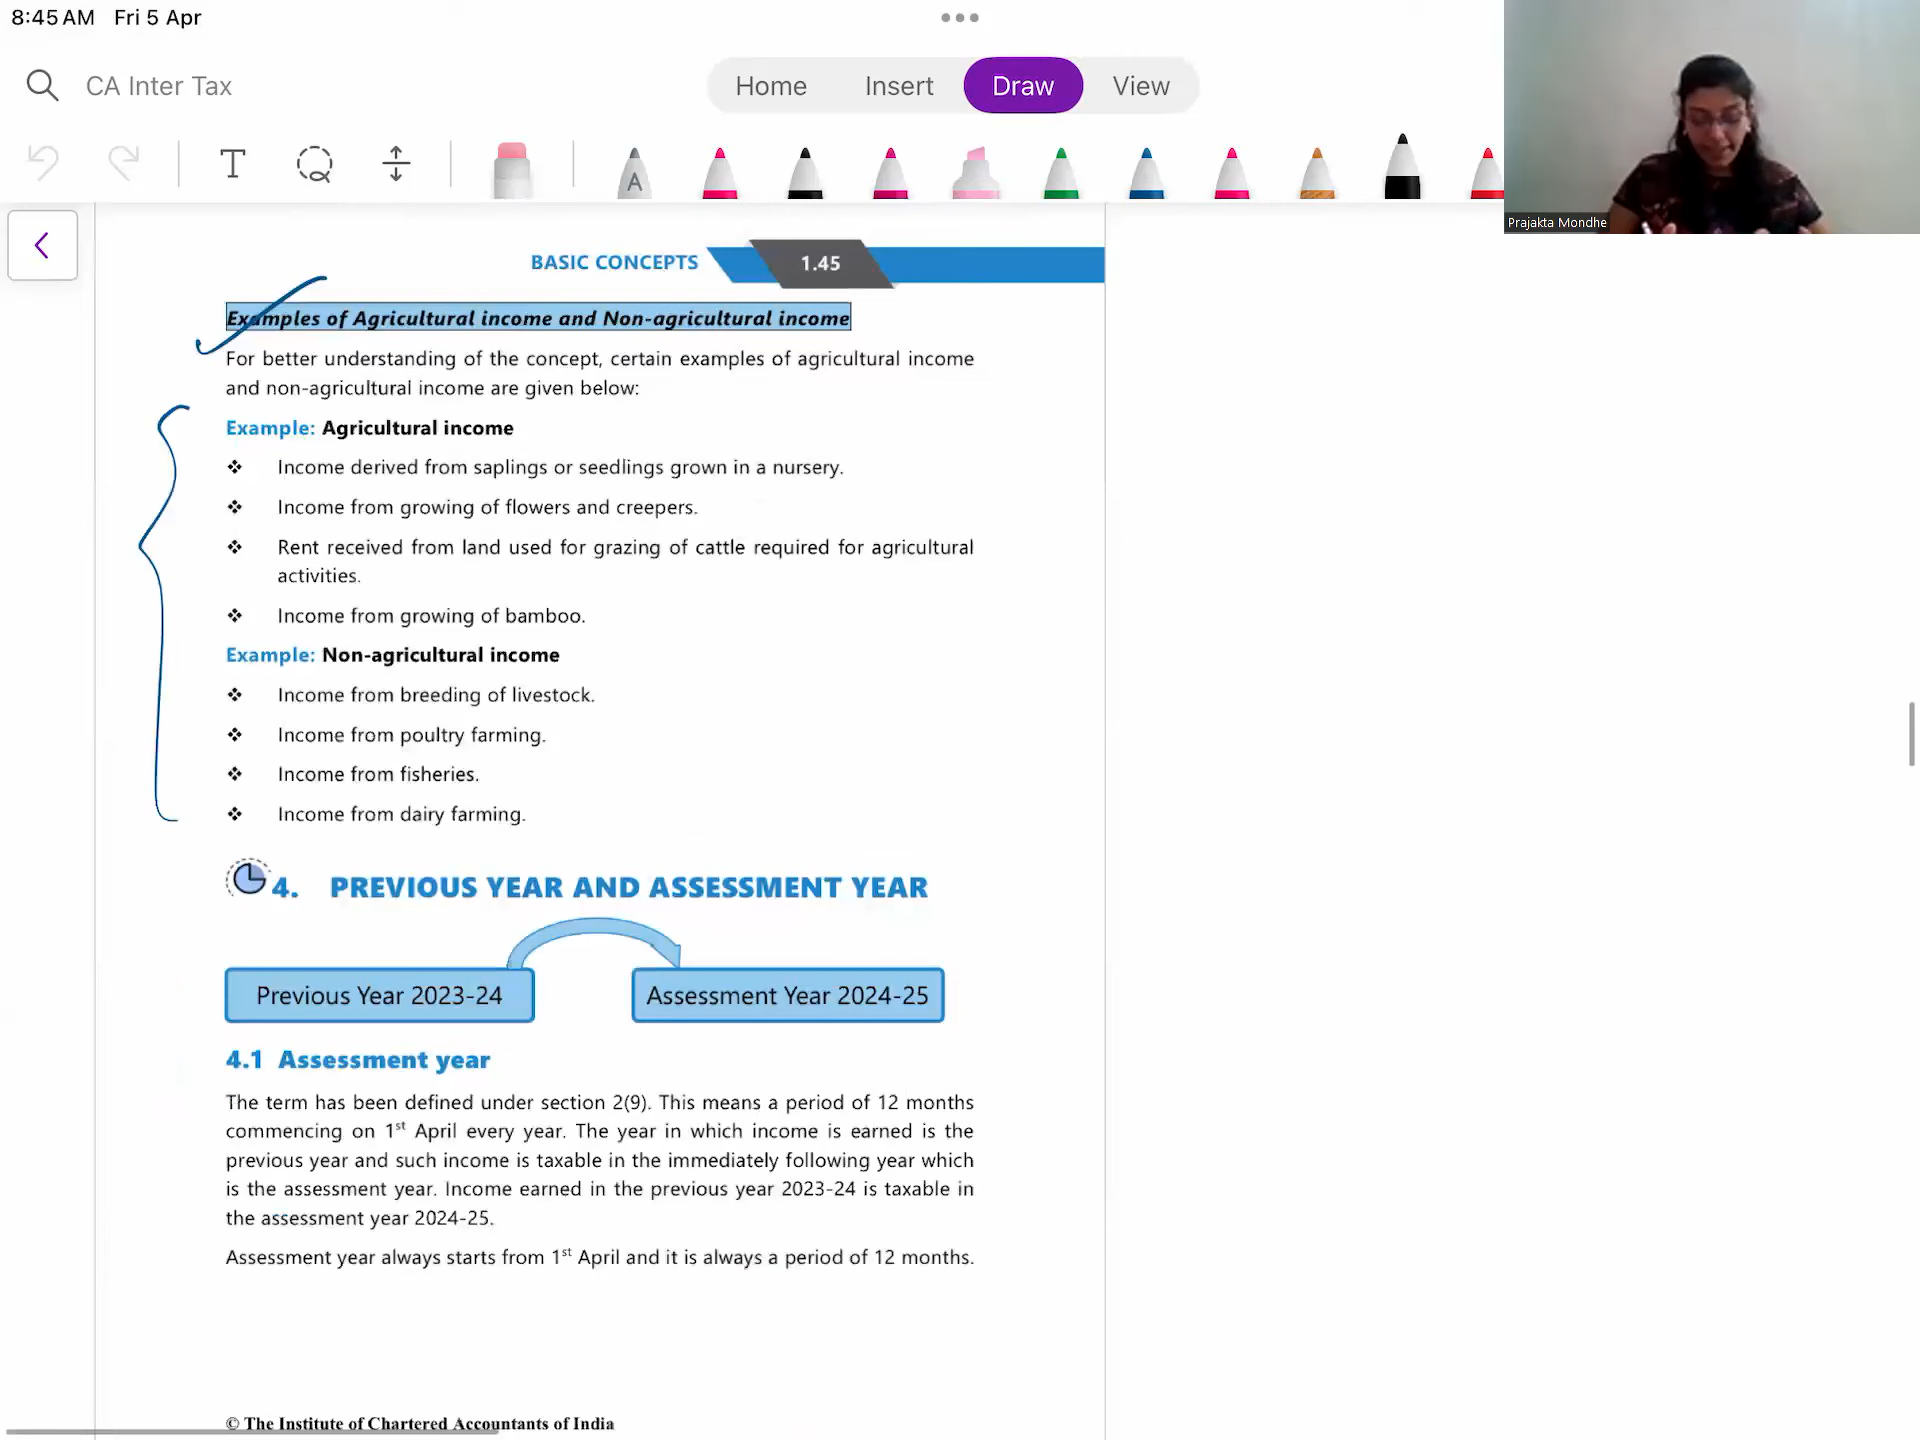 8:45 AM Fri 5 Apr
CA Inter Tax
Home Insert Draw View
T
A
Prajakta Mondhe
BASIC CONCEPTS 1.45
Examples of Agricultural income and Non-agricultural income
For better understanding of the concept, certain examples of agricultural income
and non-agricultural income are given below:
Example: Agricultural income
❖ Income derived from saplings or seedlings grown in a nursery.
❖ Income from growing of flowers and creepers.
❖ Rent received from land used for grazing of cattle required for agricultural
activities.
❖ Income from growing of bamboo.
Example: Non-agricultural income
❖ Income from breeding of livestock.
❖ Income from poultry farming.
❖ Income from fisheries.
❖ Income from dairy farming.
4. PREVIOUS YEAR AND ASSESSMENT YEAR
Previous Year 2023-24 Assessment Year 2024-25
4.1 Assessment year
The term has been defined under section 2(9). This means a period of 12 months
commencing on 1st April every year. The year in which income is earned is the
previous year and such income is taxable in the immediately following year which
is the assessment year. Income earned in the previous year 2023-24 is taxable in
the assessment year 2024-25.
Assessment year always starts from 1st April and it is always a period of 12 months.
© The Institute of Chartered Accountants of India